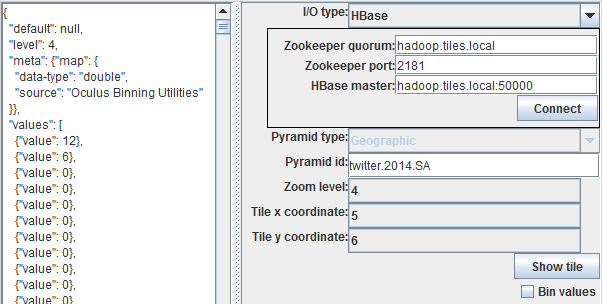 {
"default": null,
"level": 4,
"meta": {"map": {
"data-type": "double",
"source": "Oculus Binning Utilities"
}},
"values": [
{"value": 12},
{"value": 6},
{"value": 0},
{"value": 0},
{"value": 0},
{"value": 0},
{"value": 0},
{"value": 0},
{"value": 0},
{"value": 0},
{"value": 0},
I/O type: HBase
Zookeeper quorum: hadoop.tiles.local
Zookeeper port: 2181
HBase master: hadoop.tiles.local:50000
Connect
Pyramid type: Geographic
Pyramid id: twitter.2014.SA
Zoom level: 4
Tile x coordinate: 5
Tile y coordinate: 6
Show tile
Bin values